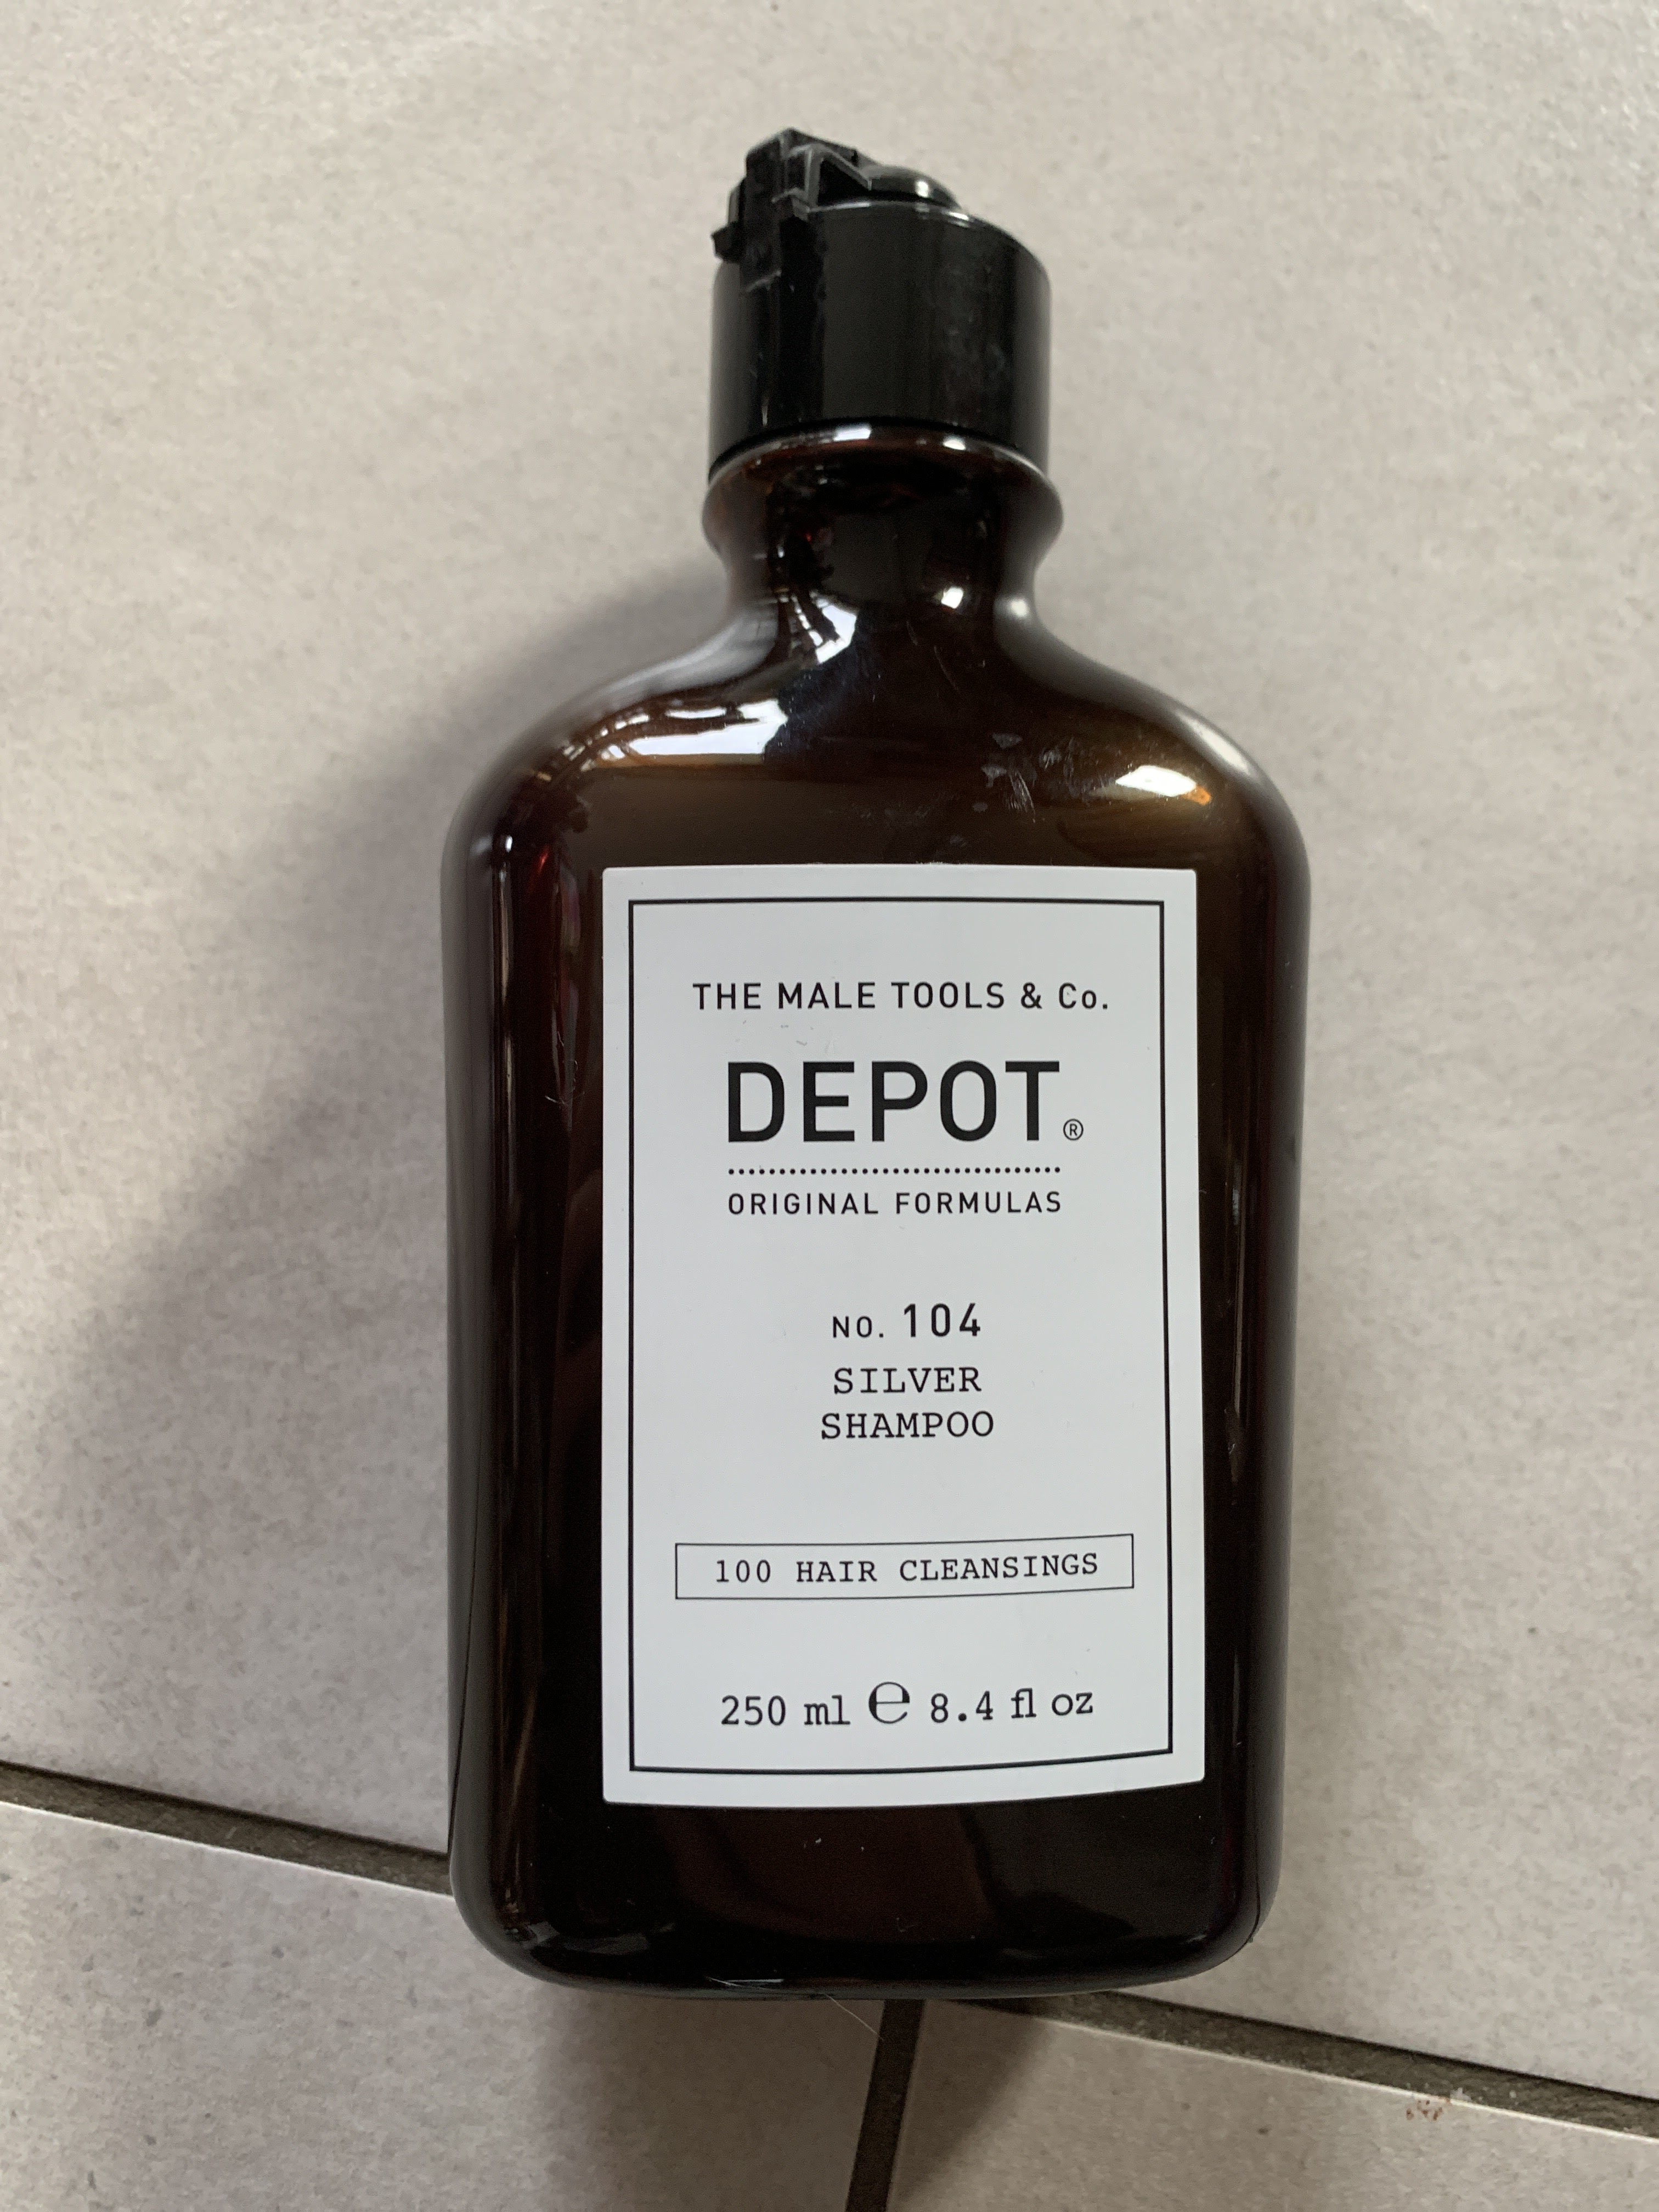 THE MALE TOOLS & Co.
DEPOT®
ORIGINAL FORMULAS
NO. 104
SILVER
SHAMPOO
100 HAIR CLEANSINGS
250 ml ℮ 8.4 fl oz